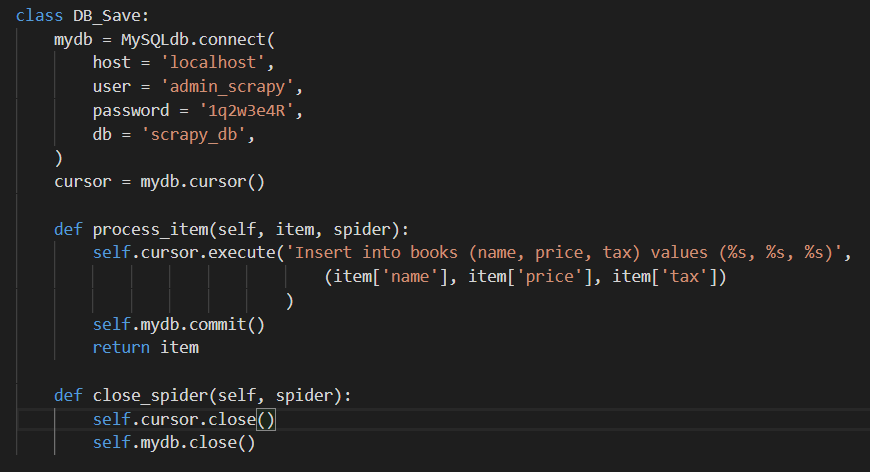 class DB_Save:
    mydb = MySQLdb.connect(
        host = 'localhost',
        user = 'admin_scrapy',
        password = '1q2w3e4R',
        db = 'scrapy_db',
    )
    cursor = mydb.cursor()
    def process_item(self, item, spider):
        self.cursor.execute('Insert into books (name, price, tax) values (%s, %s, %s)',
                                (item['name'], item['price'], item['tax'])
                            )
        self.mydb.commit()
        return item
    def close_spider(self, spider):
        self.cursor.close()
        self.mydb.close()